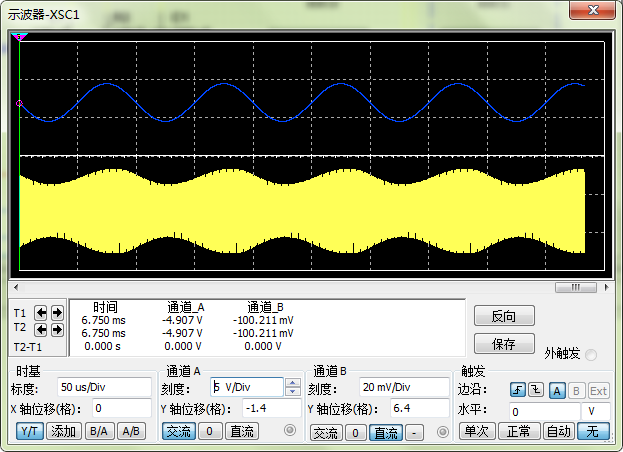 示波器-XSC1
时间 通道_A 通道_B
T1 6.750 ms -4.907 V -100.211 mV
T2 6.750 ms -4.907 V -100.211 mV
T2-T1 0.000 s 0.000 V 0.000 V
反向
保存
外触发
时基 通道 A 通道 B 触发
标度: 50 us/Div 刻度: 5 V/Div 刻度: 20 mV/Div 边沿: A B Ext
X 轴位移(格): 0 Y 轴位移(格): -1.4 Y 轴位移(格): 6.4 水平: 0 V
Y/T 添加 B/A A/B 交流 0 直流 交流 0 直流 - 单次 正常 自动 无